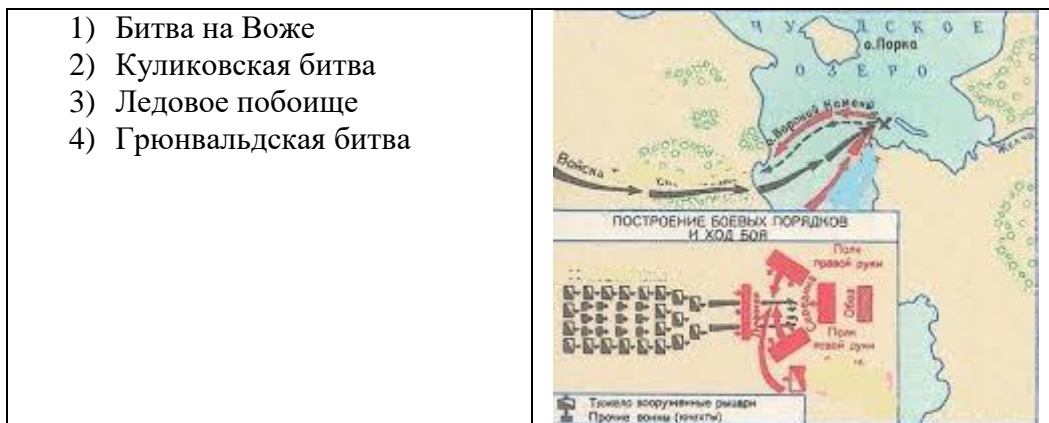 1) Битва на Воже
2) Куликовская битва
3) Ледовое побоище
4) Грюнвальдская битва
ЧУДСКОЕ
о.Порка
ОЗЕРО
о.Вороний Камень
Желча
Войска
ПОСТРОЕНИЕ БОЕВЫХ ПОРЯДКОВ
И ХОД БОЯ
Полк
правой руки
Обоз
Полк
левой руки
Тяжело вооруженные рыцари
Прочие воины (кнехты)